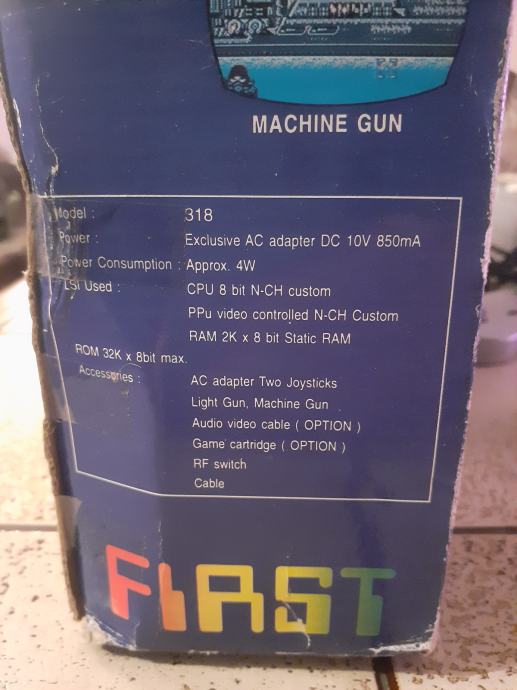 MACHINE GUN
Model : 318
Power : Exclusive AC adapter DC 10V 850mA
Power Consumption : Approx. 4W
LSI Used : CPU 8 bit N-CH custom
PPu video controlled N-CH Custom
RAM 2K x 8 bit Static RAM
ROM 32K x 8bit max.
Accessories : AC adapter Two Joysticks
Light Gun, Machine Gun
Audio video cable ( OPTION )
Game cartridge ( OPTION )
RF switch
Cable
FIRST